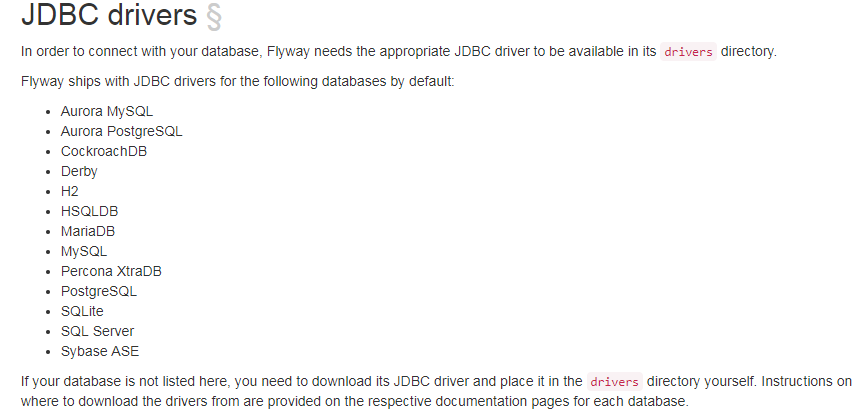 JDBC drivers §
In order to connect with your database, Flyway needs the appropriate JDBC driver to be available in its drivers directory.
Flyway ships with JDBC drivers for the following databases by default:
• Aurora MySQL
• Aurora PostgreSQL
• CockroachDB
• Derby
• H2
• HSQLDB
• MariaDB
• MySQL
• Percona XtraDB
• PostgreSQL
• SQLite
• SQL Server
• Sybase ASE
If your database is not listed here, you need to download its JDBC driver and place it in the drivers directory yourself. Instructions on
where to download the drivers from are provided on the respective documentation pages for each database.